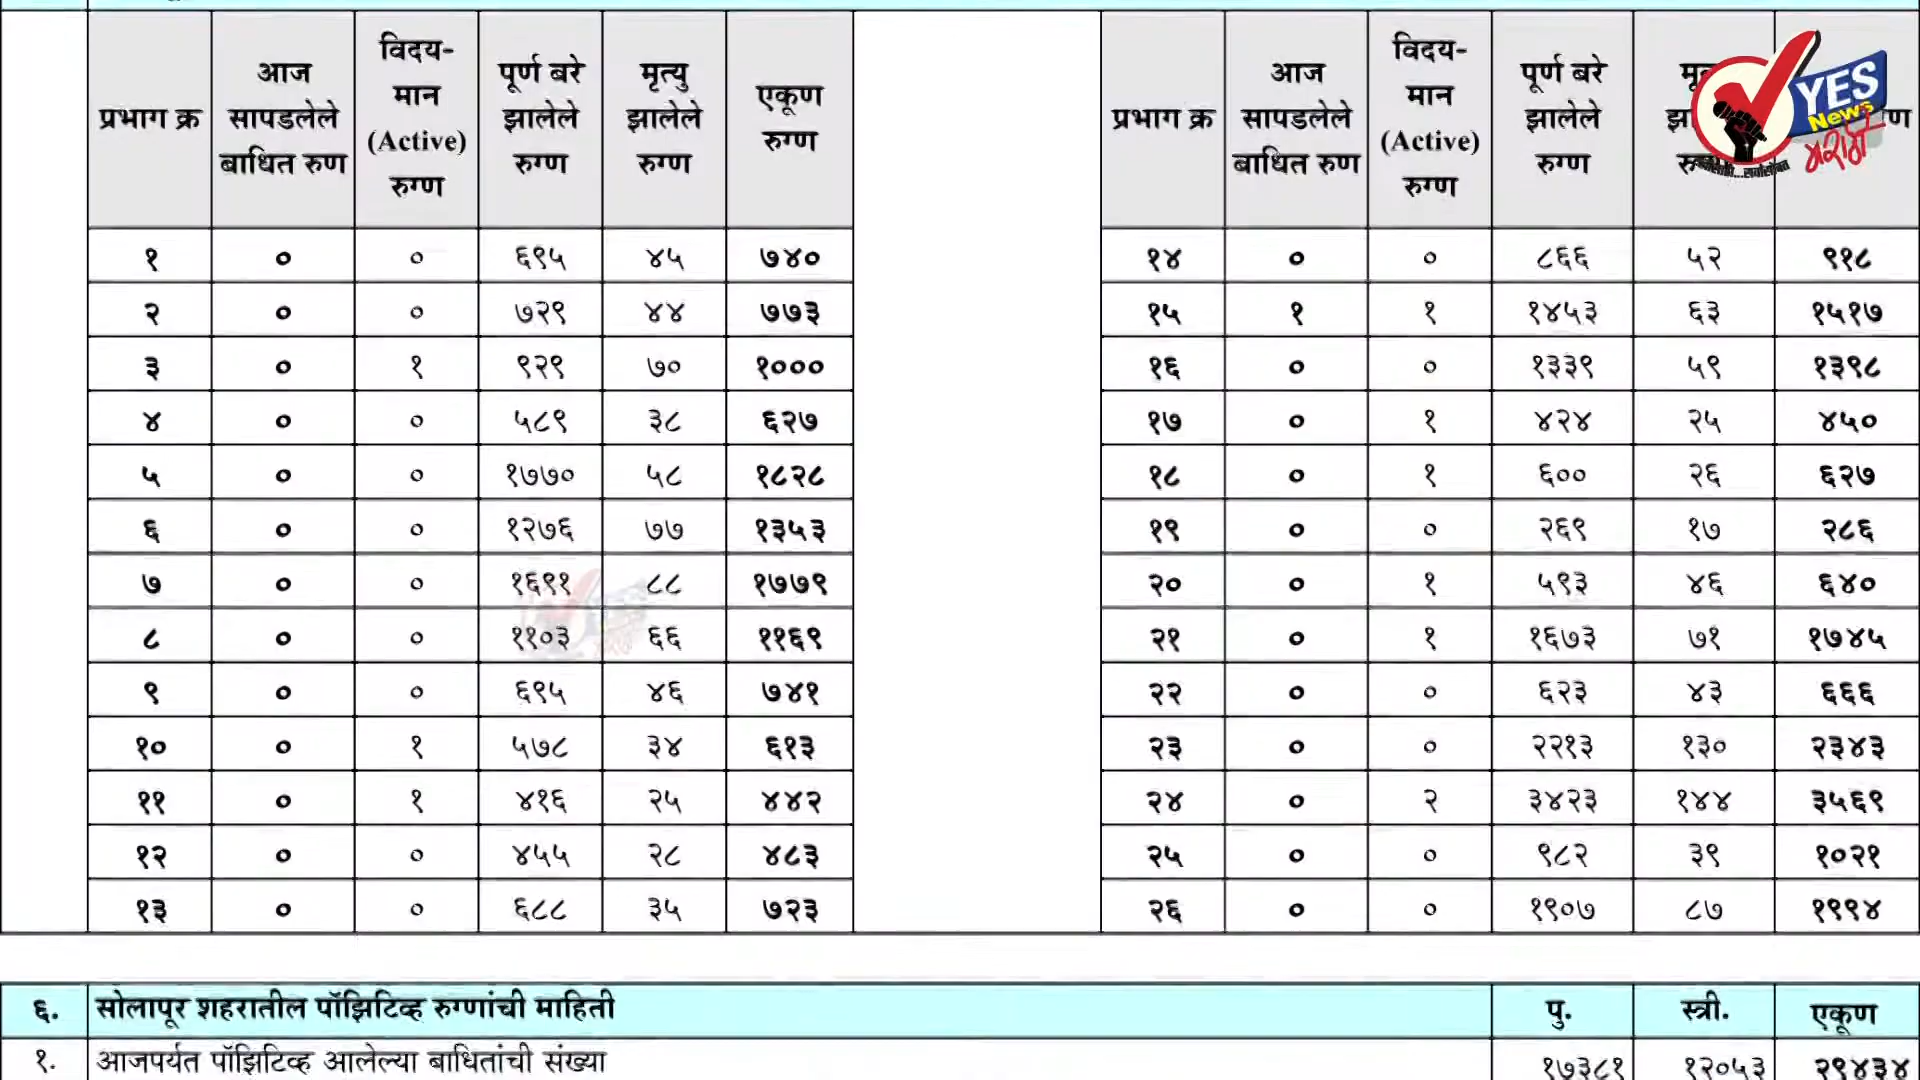 प्रभाग क्र | आज सापडलेले बाधित रुण | विदय-मान (Active) रुग्ण | पूर्ण बरे झालेले रुग्ण | मृत्यु झालेले रुग्ण | एकूण रुग्ण
१ | ० | ० | ६९५ | ४५ | ७४०
२ | ० | ० | ७२९ | ४४ | ७७३
३ | ० | १ | ९२९ | ७० | १०००
४ | ० | ० | ५८९ | ३८ | ६२७
५ | ० | ० | १७७० | ५८ | १८२८
६ | ० | ० | १२७६ | ७७ | १३५३
७ | ० | ० | १६९१ | ८८ | १७७९
८ | ० | ० | ११०३ | ६६ | ११६९
९ | ० | ० | ६९५ | ४६ | ७४१
१० | ० | १ | ५७८ | ३४ | ६१३
११ | ० | १ | ४१६ | २५ | ४४२
१२ | ० | ० | ४५५ | २८ | ४८३
१३ | ० | ० | ६८८ | ३५ | ७२३
प्रभाग क्र | आज सापडलेले बाधित रुण | विदय-मान (Active) रुग्ण | पूर्ण बरे झालेले रुग्ण
१४ | ० | ० | ८६६ | ५२ | ९१८
१५ | १ | १ | १४५३ | ६३ | १५१७
१६ | ० | ० | १३३९ | ५९ | १३९८
१७ | ० | १ | ४२४ | २५ | ४५०
१८ | ० | १ | ६०० | २६ | ६२७
१९ | ० | ० | २६९ | १७ | २८६
२० | ० | १ | ५९३ | ४६ | ६४०
२१ | ० | १ | १६७३ | ७१ | १७४५
२२ | ० | ० | ६२३ | ४३ | ६६६
२३ | ० | ० | २२१३ | १३० | २३४३
२४ | ० | २ | ३४२३ | १४४ | ३५६९
२५ | ० | ० | ९८२ | ३९ | १०२१
२६ | ० | ० | १९०७ | ८७ | १९९४
YES
News
मराठी
६. | सोलापूर शहरातील पॉझिटिव्ह रुग्णांची माहिती | पु. | स्त्री. | एकूण
१. | आजपर्यत पॉझिटिव्ह आलेल्या बाधितांची संख्या | १७३८१ | १२०५३ | २९४३४